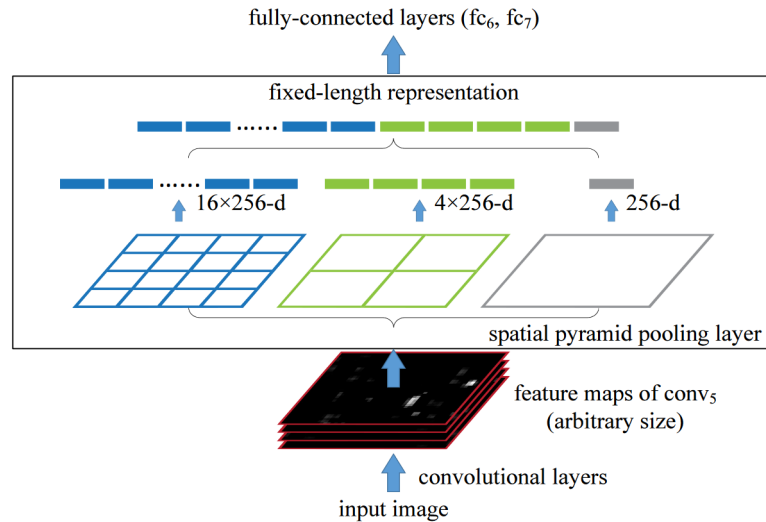 fully-connected layers (fc₆, fc₇)
fixed-length representation
......
......
16×256-d
4×256-d
256-d
spatial pyramid pooling layer
feature maps of conv₅
(arbitrary size)
convolutional layers
input image